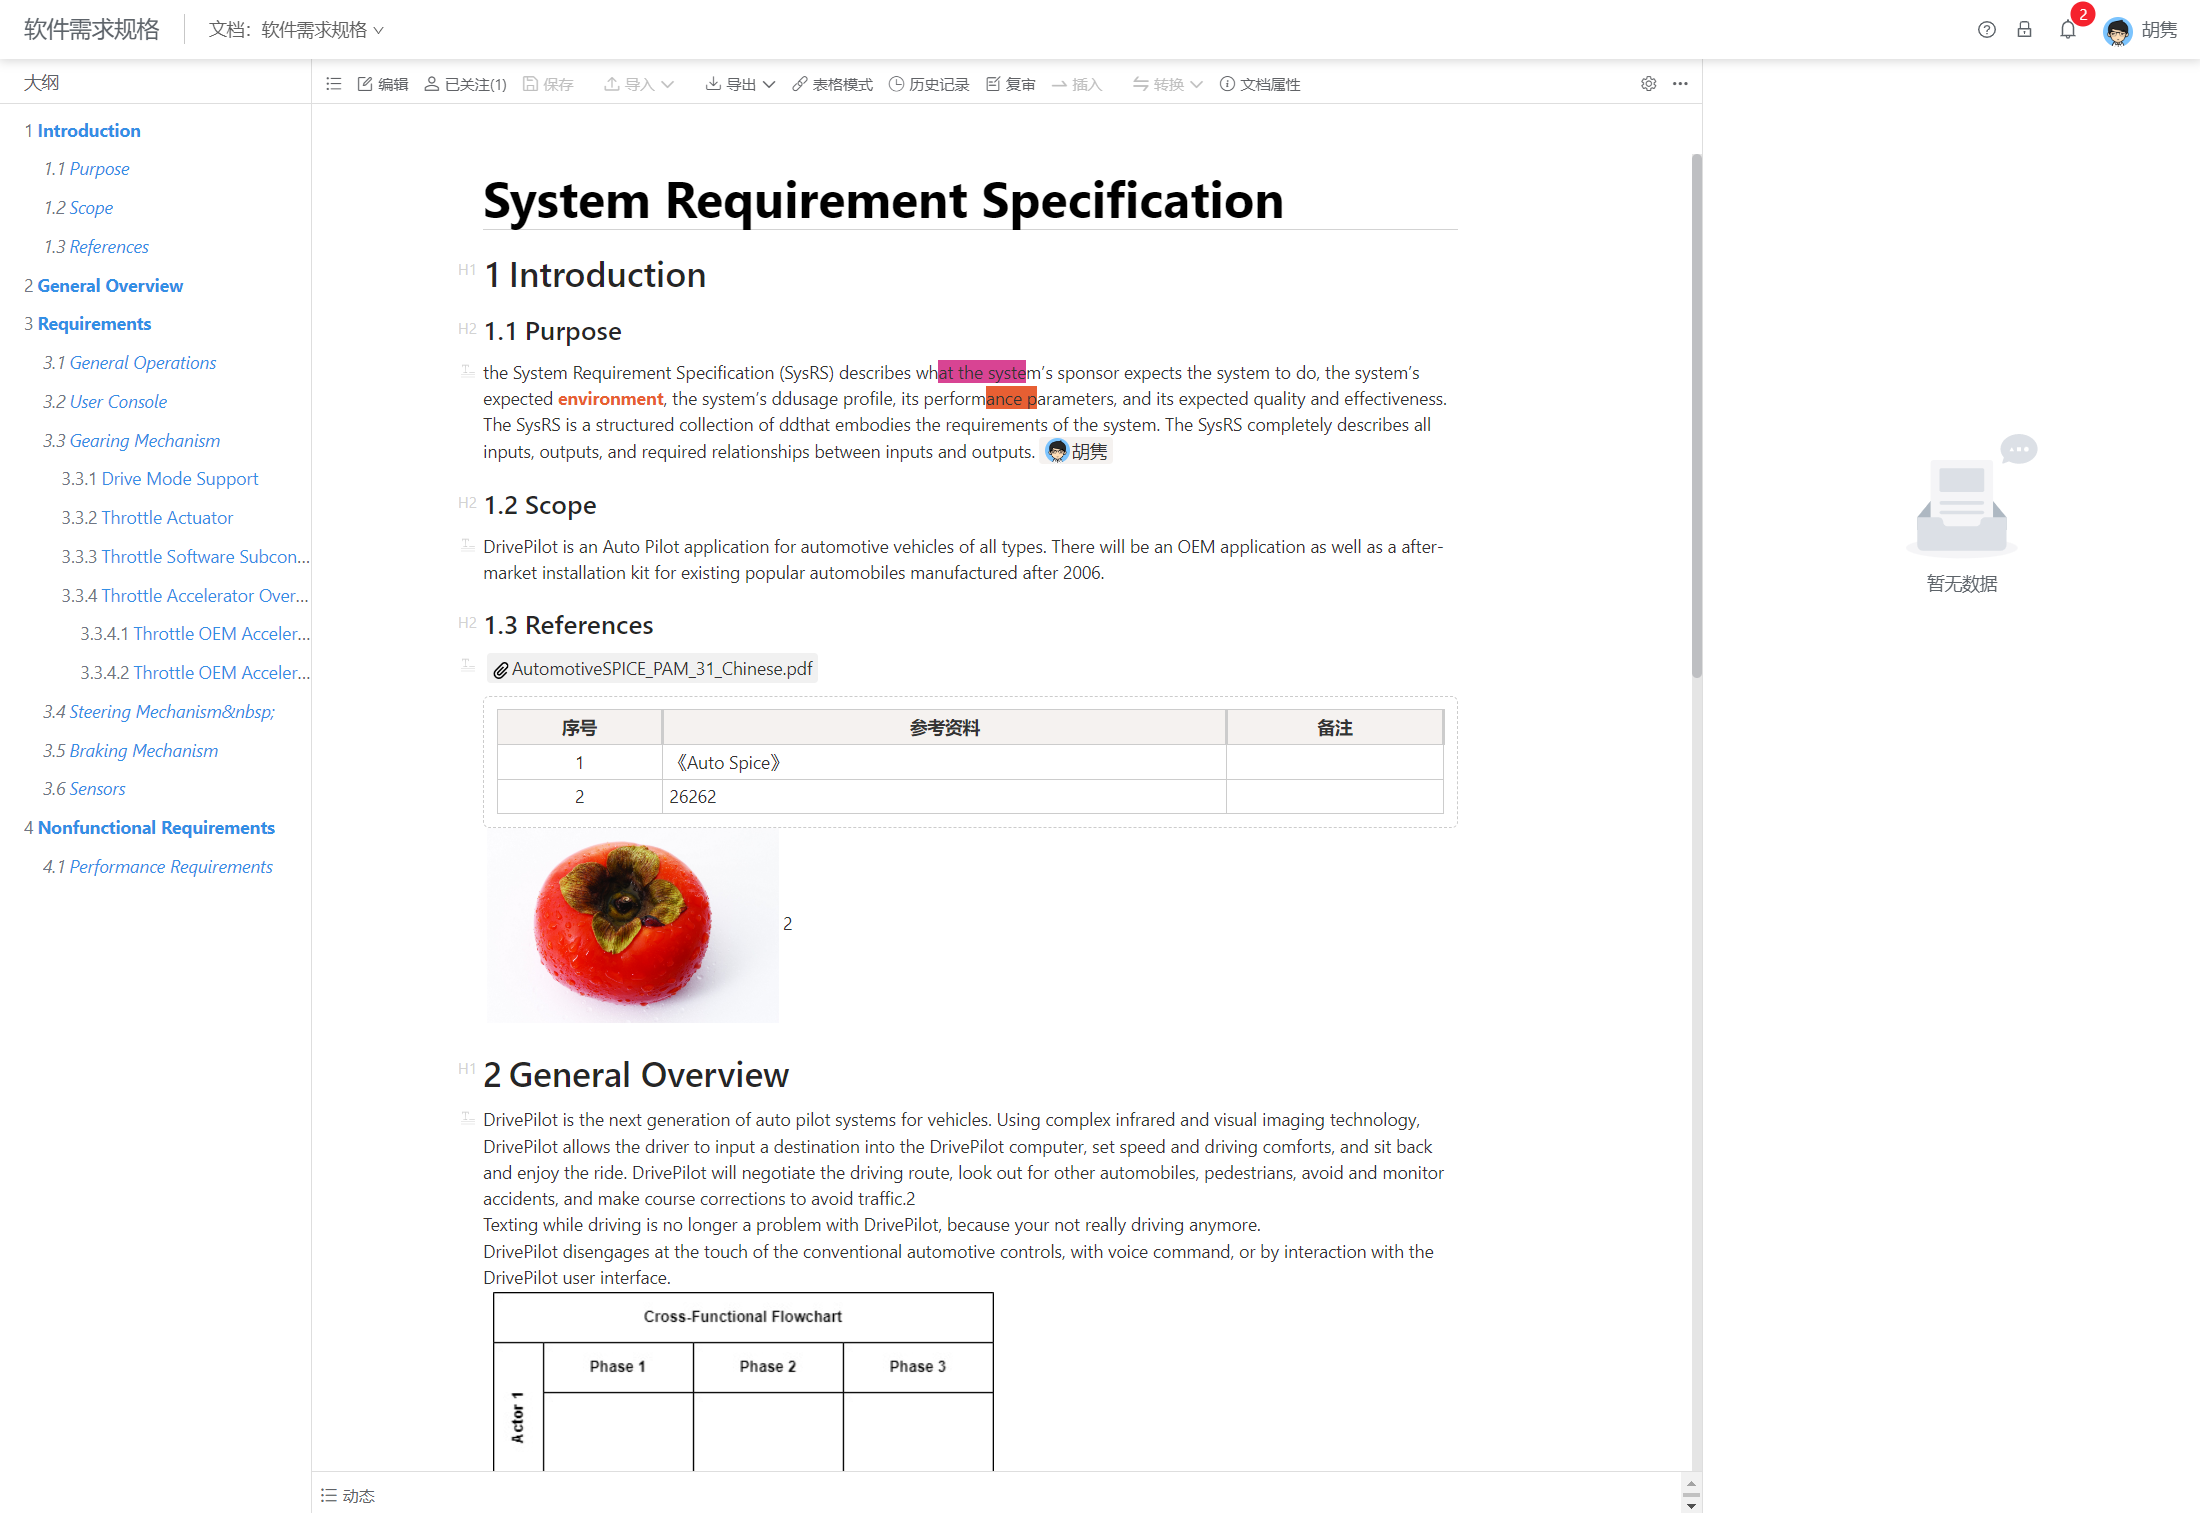 软件需求规格
文档：软件需求规格
2
胡隽
大纲
编辑 已关注(1) 保存 导入 导出 表格模式 历史记录 复审 插入 转换 文档属性
1 Introduction
1.1 Purpose
1.2 Scope
1.3 References
2 General Overview
3 Requirements
3.1 General Operations
3.2 User Console
3.3 Gearing Mechanism
3.3.1 Drive Mode Support
3.3.2 Throttle Actuator
3.3.3 Throttle Software Subcon...
3.3.4 Throttle Accelerator Over...
3.3.4.1 Throttle OEM Acceler...
3.3.4.2 Throttle OEM Acceler...
3.4 Steering Mechanism&nbsp;
3.5 Braking Mechanism
3.6 Sensors
4 Nonfunctional Requirements
4.1 Performance Requirements
System Requirement Specification
H1 1 Introduction
H2 1.1 Purpose
the System Requirement Specification (SysRS) describes what the system’s sponsor expects the system to do, the system’s
expected environment, the system’s ddusage profile, its performance parameters, and its expected quality and effectiveness.
The SysRS is a structured collection of ddthat embodies the requirements of the system. The SysRS completely describes all
inputs, outputs, and required relationships between inputs and outputs. 胡隽
H2 1.2 Scope
DrivePilot is an Auto Pilot application for automotive vehicles of all types. There will be an OEM application as well as a after-
market installation kit for existing popular automobiles manufactured after 2006.
H2 1.3 References
AutomotiveSPICE_PAM_31_Chinese.pdf
序号 参考资料 备注
1 《Auto Spice》
2 26262
2
H1 2 General Overview
DrivePilot is the next generation of auto pilot systems for vehicles. Using complex infrared and visual imaging technology,
DrivePilot allows the driver to input a destination into the DrivePilot computer, set speed and driving comforts, and sit back
and enjoy the ride. DrivePilot will negotiate the driving route, look out for other automobiles, pedestrians, avoid and monitor
accidents, and make course corrections to avoid traffic.2
Texting while driving is no longer a problem with DrivePilot, because your not really driving anymore.
DrivePilot disengages at the touch of the conventional automotive controls, with voice command, or by interaction with the
DrivePilot user interface.
Cross-Functional Flowchart
Phase 1 Phase 2 Phase 3
Actor 1
动态
暂无数据